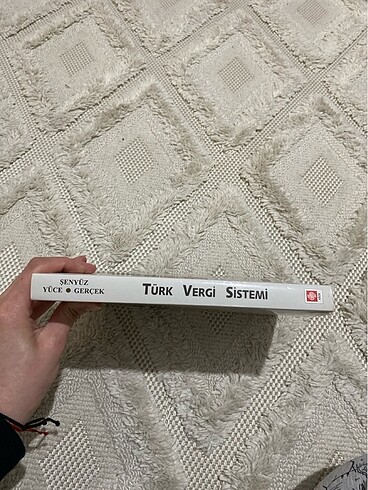 ŞENYÜZ
YÜCE ● GERÇEK
TÜRK VERGİ SİSTEMİ